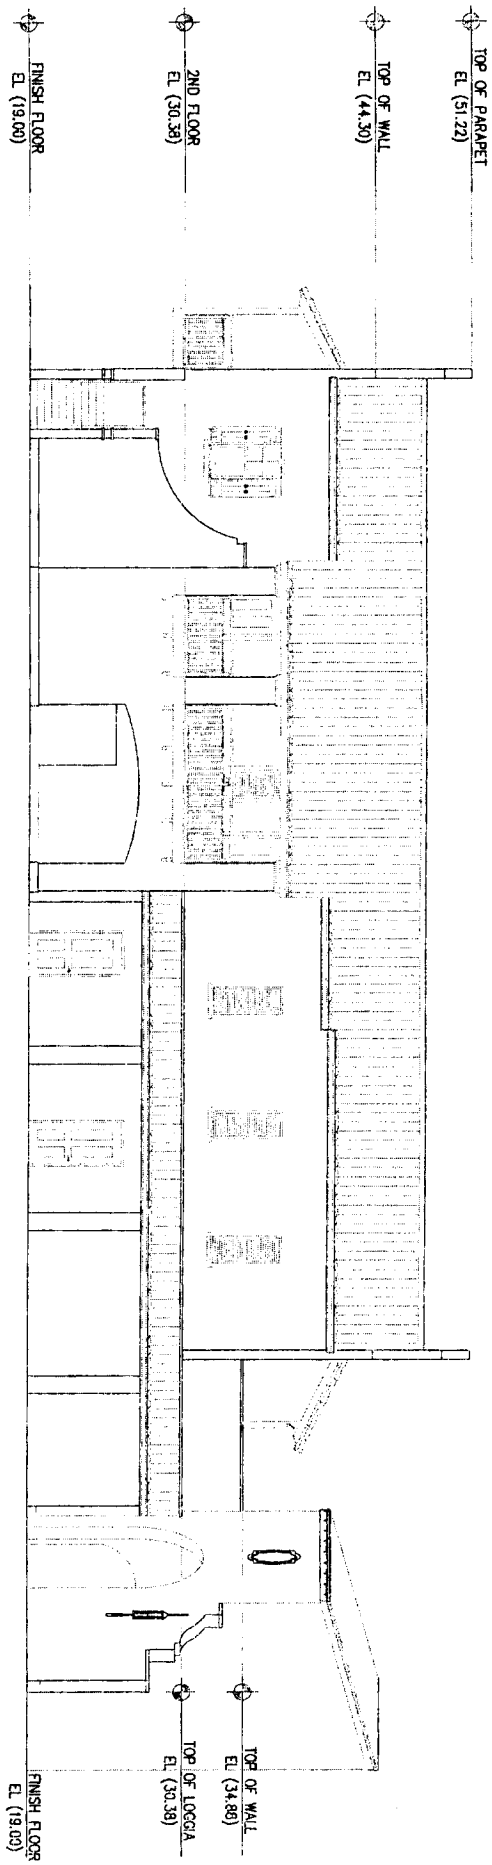 TOP OF PARAPET
EL (51.22)
TOP OF WALL
EL (44.30)
2ND FLOOR
EL (30.38)
FINISH FLOOR
EL (19.00)
TOP OF WALL
EL (34.88)
TOP OF LOGGIA
EL (30.38)
FINISH FLOOR
EL (19.00)